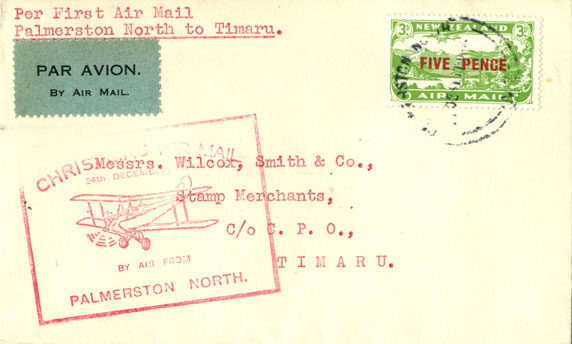 Per First Air Mail
Palmerston North to Timaru.
PAR AVION.
BY AIR MAIL.
3D NEW ZEALAND 3D
FIVE PENCE
AIR MAIL
Messrs. Wilcox, Smith & Co.,
Stamp Merchants,
C/o C. P. O.,
TIMARU.
AIR MAIL
24TH. DECEMBER
BY AIR FROM
PALMERSTON NORTH.